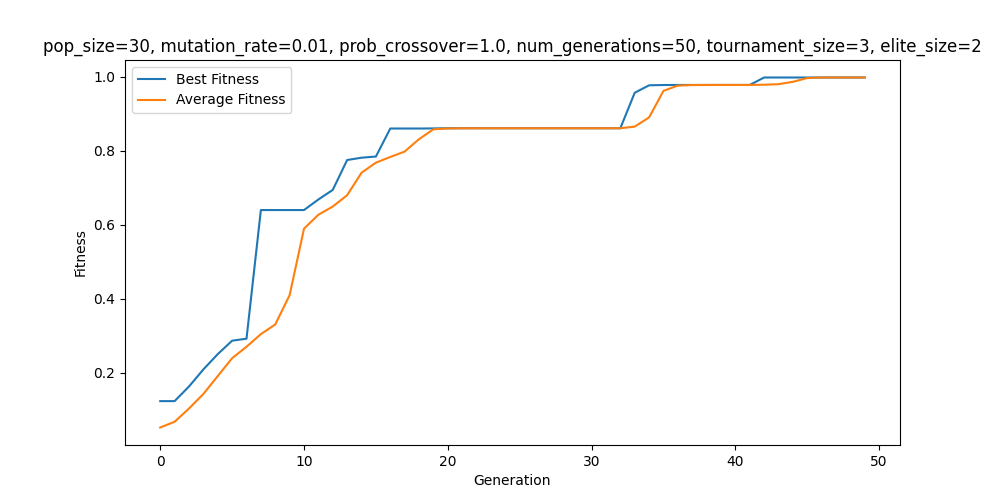 pop_size=30, mutation_rate=0.01, prob_crossover=1.0, num_generations=50, tournament_size=3, elite_size=2
Best Fitness
Average Fitness
1.0
0.8
0.6
0.4
0.2
Fitness
0 10 20 30 40 50
Generation